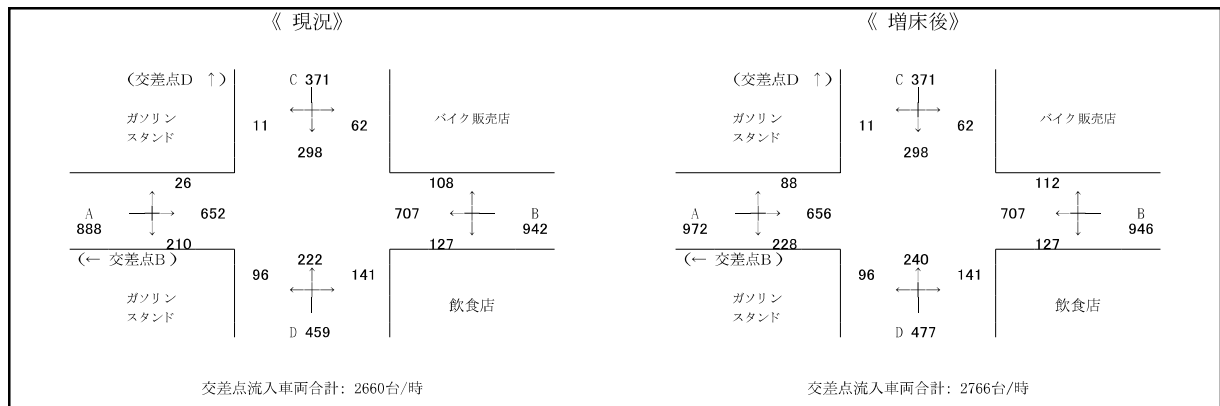 《 現況》
(交差点D ↑)
C 371
ガソリン
スタンド
11
62
バイク販売店
298
26
108
A
888
652
707
B
942
210
127
(← 交差点B )
222
96
141
ガソリン
スタンド
飲食店
D 459
交差点流入車両合計: 2660台/時
《 増床後》
(交差点D ↑)
C 371
ガソリン
スタンド
11
62
バイク販売店
298
88
112
A
972
656
707
B
946
228
127
(← 交差点B )
240
96
141
ガソリン
スタンド
飲食店
D 477
交差点流入車両合計: 2766台/時